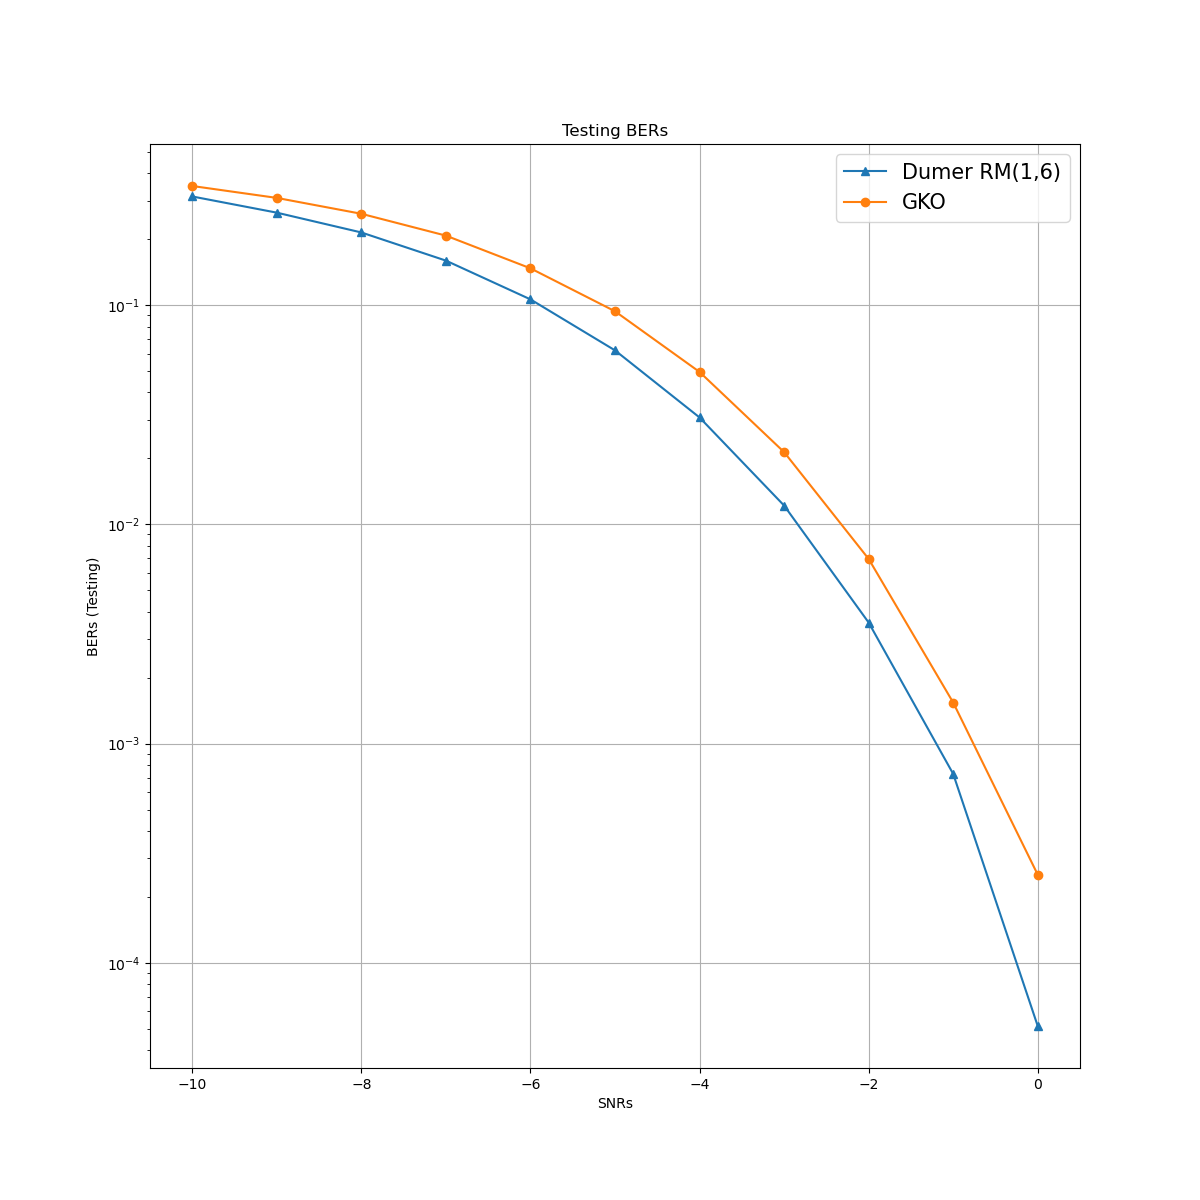 Testing BERs
Dumer RM(1,6)
GKO
10⁻¹
10⁻²
10⁻³
10⁻⁴
BERs (Testing)
−10 −8 −6 −4 −2 0
SNRs